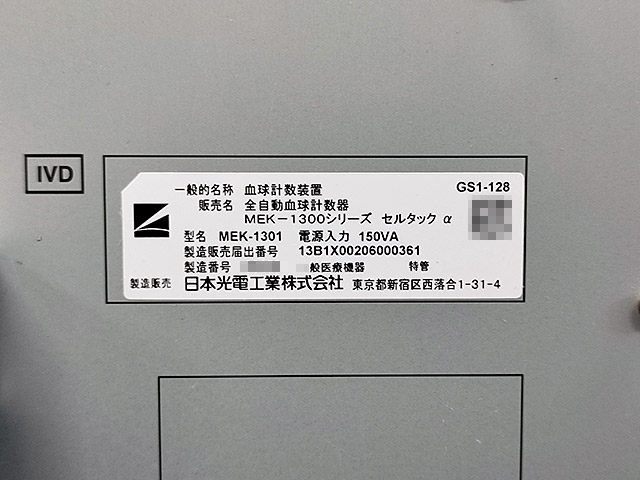 IVD
一般的名称 血球計数装置 GS1-128
販売名 全自動血球計数器
MEK-1300シリーズ セルタック α
型名 MEK-1301 電源入力 150VA
製造販売届出番号 13B1X00206000361
製造番号 般医療機器 特管
製造販売 日本光電工業株式会社 東京都新宿区西落合1-31-4